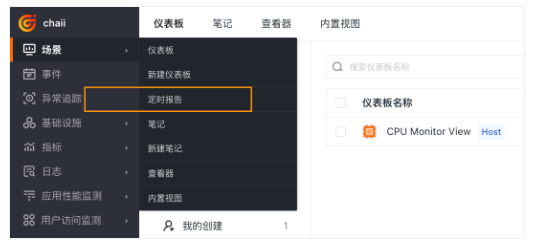 chaii
仪表板 笔记 查看器 内置视图
场景
事件
异常追踪
基础设施
指标
日志
应用性能监测
用户访问监测
仪表板
新建仪表板
定时报告
笔记
新建笔记
查看器
内置视图
我的创建 1
搜索仪表板名称
仪表板名称
CPU Monitor View Host